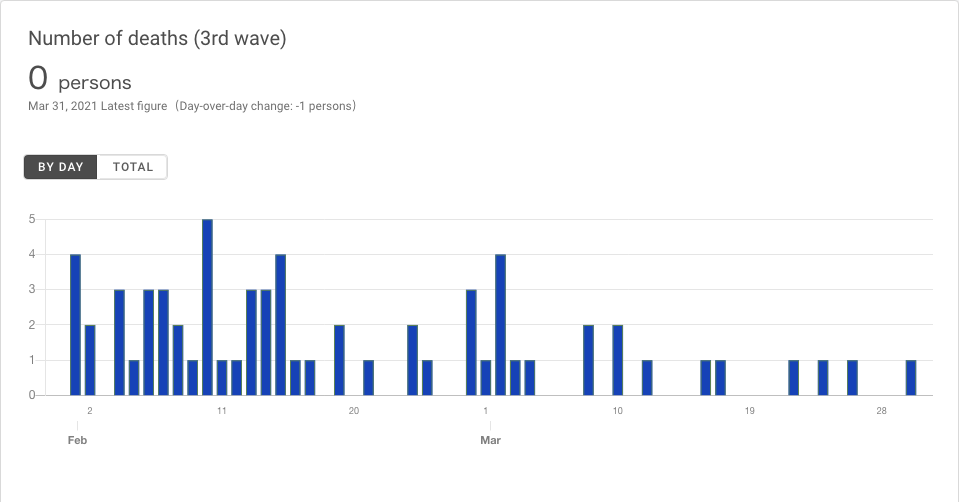 Number of deaths (3rd wave)
0 persons
Mar 31, 2021 Latest figure（Day-over-day change: -1 persons）
BY DAY TOTAL
5
4
3
2
1
0
2 11 20 1 10 19 28
Feb Mar